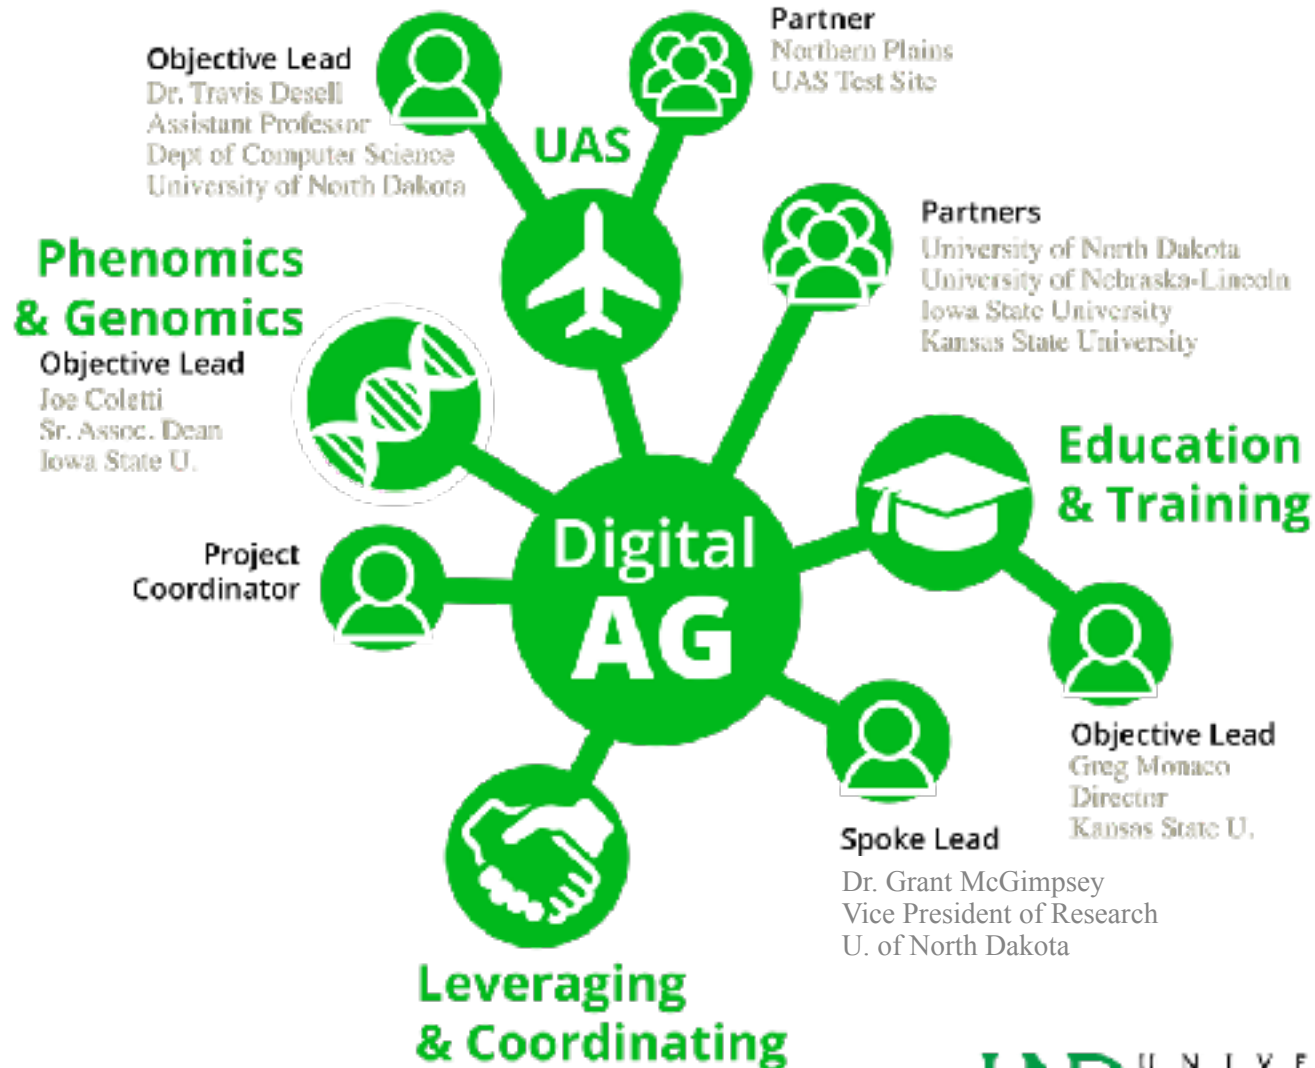 Partner
Northern Plains
UAS Test Site
Objective Lead
Dr. Travis Desell
Assistant Professor
Dept of Computer Science
University of North Dakota
UAS
Partners
University of North Dakota
University of Nebraska-Lincoln
Iowa State University
Kansas State University
Phenomics
& Genomics
Objective Lead
Joe Coletti
Sr. Assoc. Dean
Iowa State U.
Education
& Training
Digital
AG
Project
Coordinator
Objective Lead
Greg Monaco
Director
Kansas State U.
Spoke Lead
Dr. Grant McGimpsey
Vice President of Research
U. of North Dakota
Leveraging
& Coordinating